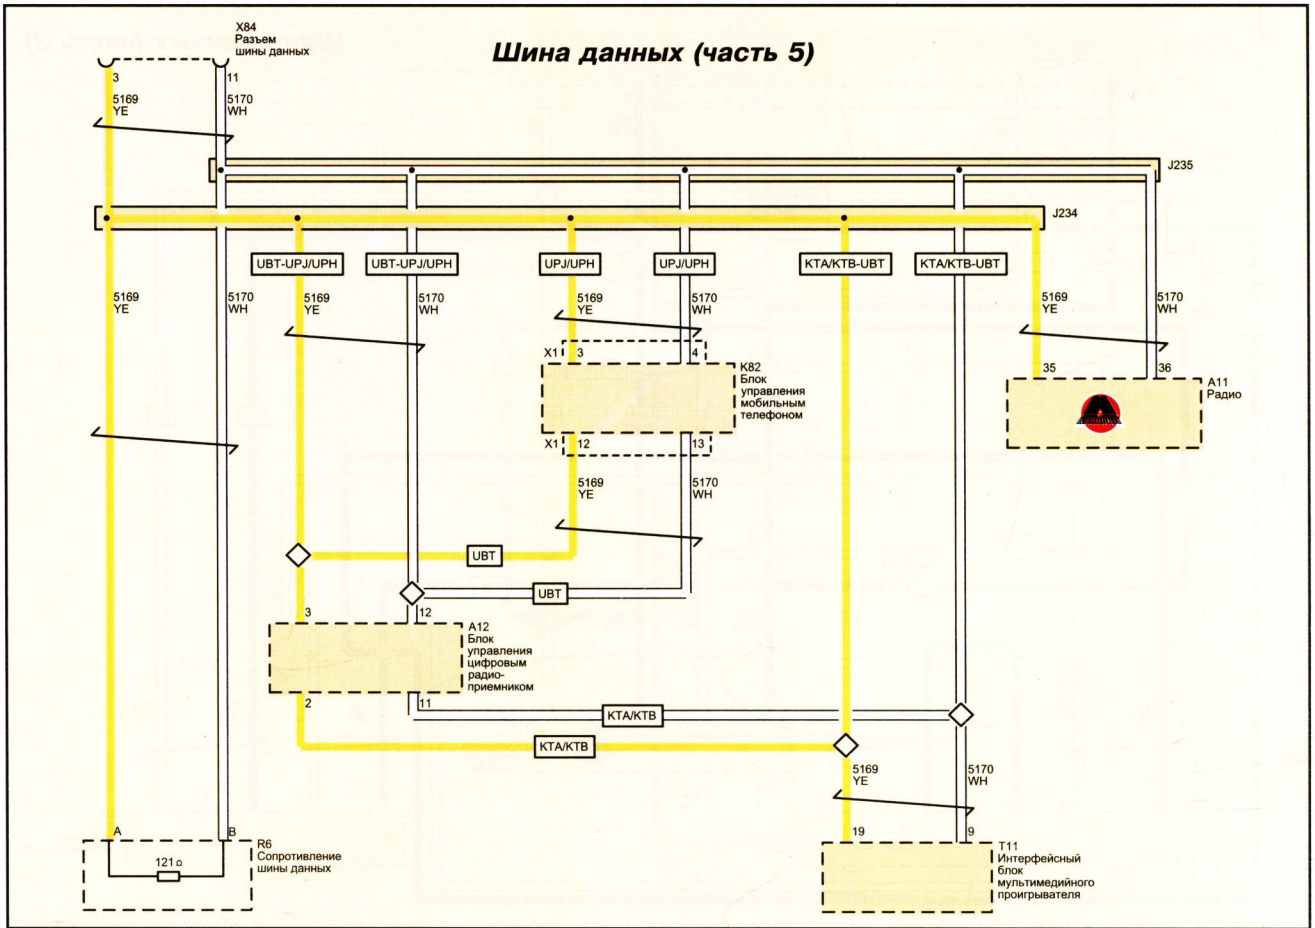 Шина данных (часть 5)
X84
Разъем
шины данных
3
11
5169
YE
5170
WH
J235
J234
UBT-UPJ/UPH
UBT-UPJ/UPH
UPJ/UPH
UPJ/UPH
KTA/KTB-UBT
KTA/KTB-UBT
5169
YE
5170
WH
5169
YE
5170
WH
5169
YE
5170
WH
5169
YE
5170
WH
X1
3
4
K82
Блок
управления
мобильным
телефоном
35
36
A11
Радио
X1
12
13
5169
YE
5170
WH
UBT
UBT
3
12
A12
Блок
управления
цифровым
радио-
приемником
2
11
KTA/KTB
KTA/KTB
5169
YE
5170
WH
A
B
R6
Сопротивление
шины данных
121 Ω
19
9
T11
Интерфейсный
блок
мультимедийного
проигрывателя